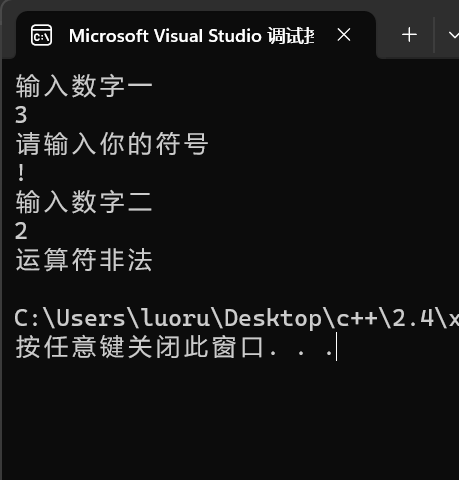 Microsoft Visual Studio 调试
输入数字一
3
请输入你的符号
!
输入数字二
2
运算符非法
C:\Users\luoru\Desktop\c++\2.4\x
按任意键关闭此窗口. . .